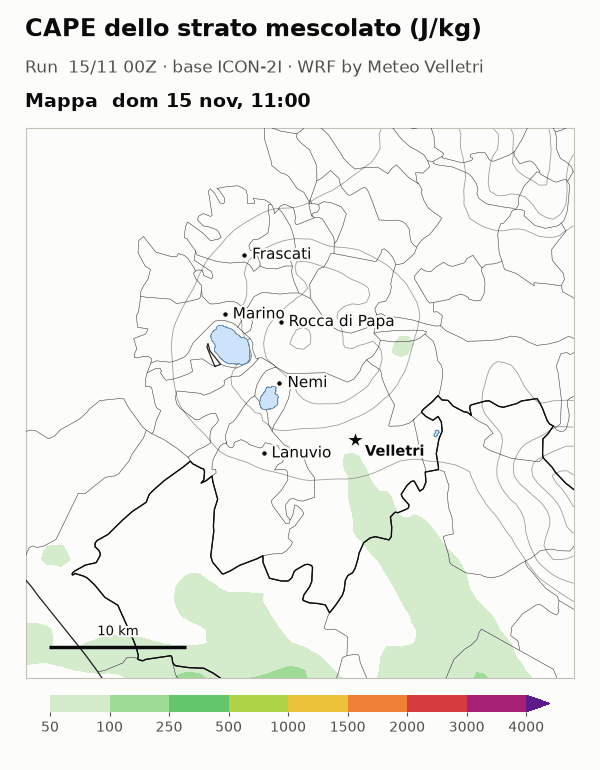 CAPE dello strato mescolato (J/kg)
Run  15/11 00Z · base ICON-2I · WRF by Meteo Velletri
Mappa  dom 15 nov, 11:00
Frascati
Marino
Rocca di Papa
Nemi
Velletri
Lanuvio
10 km
50 100 250 500 1000 1500 2000 3000 4000